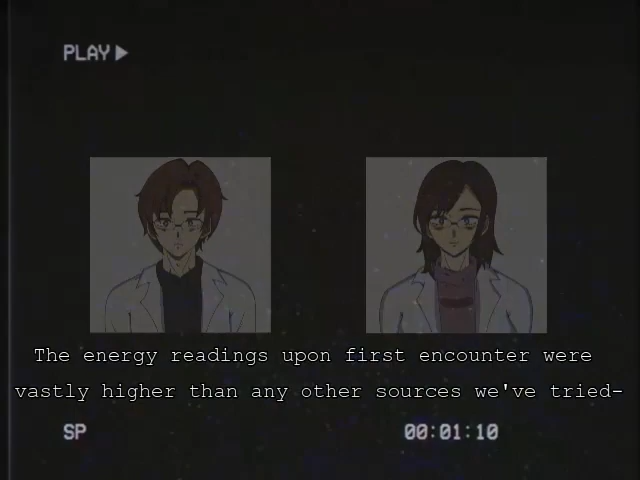 PLAY▶
The energy readings upon first encounter were
vastly higher than any other sources we've tried-
SP
00:01:10